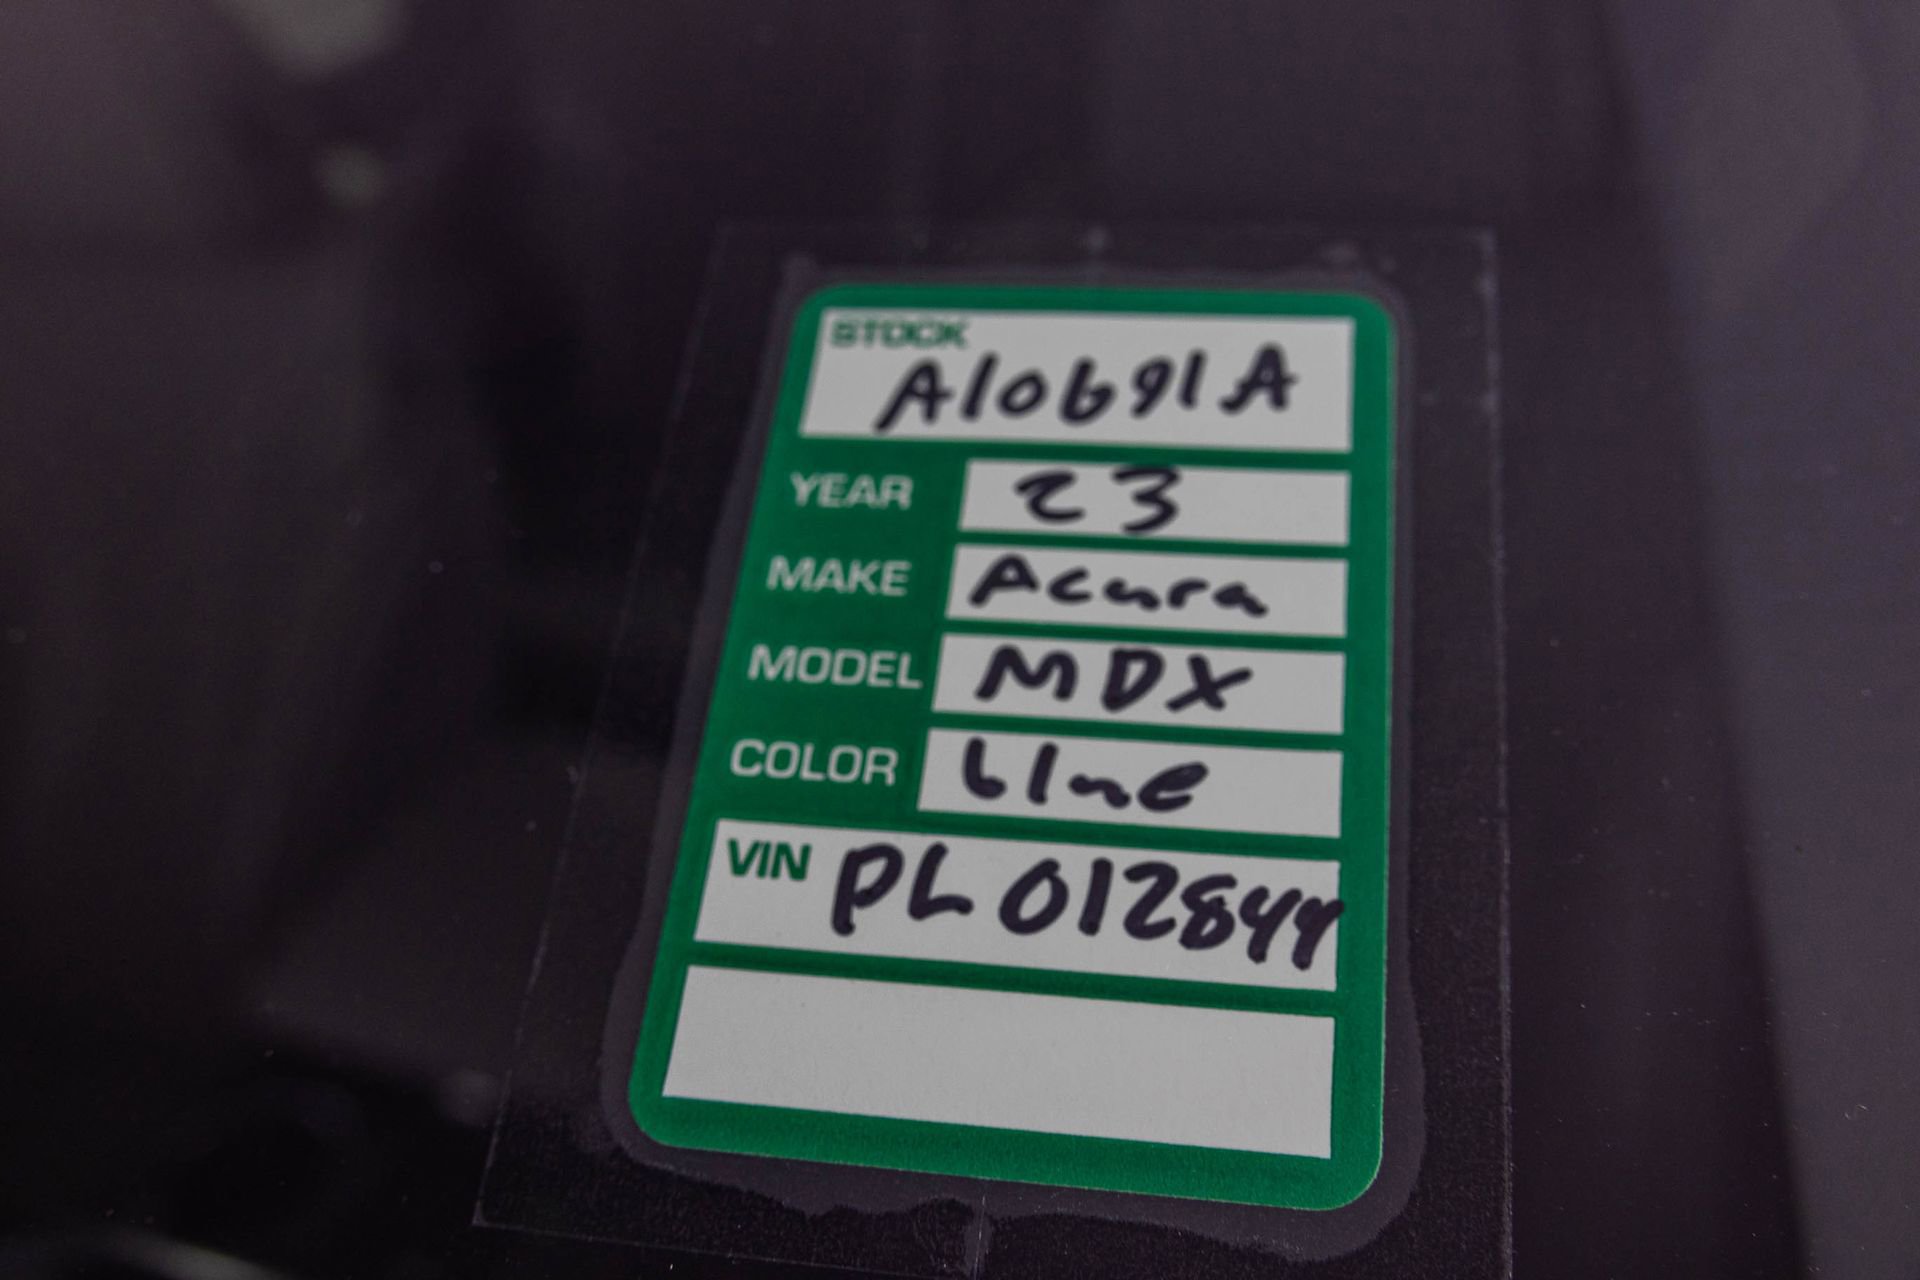 STOCK
A10691A
YEAR 23
MAKE Acura
MODEL MDX
COLOR blue
VIN PL012844